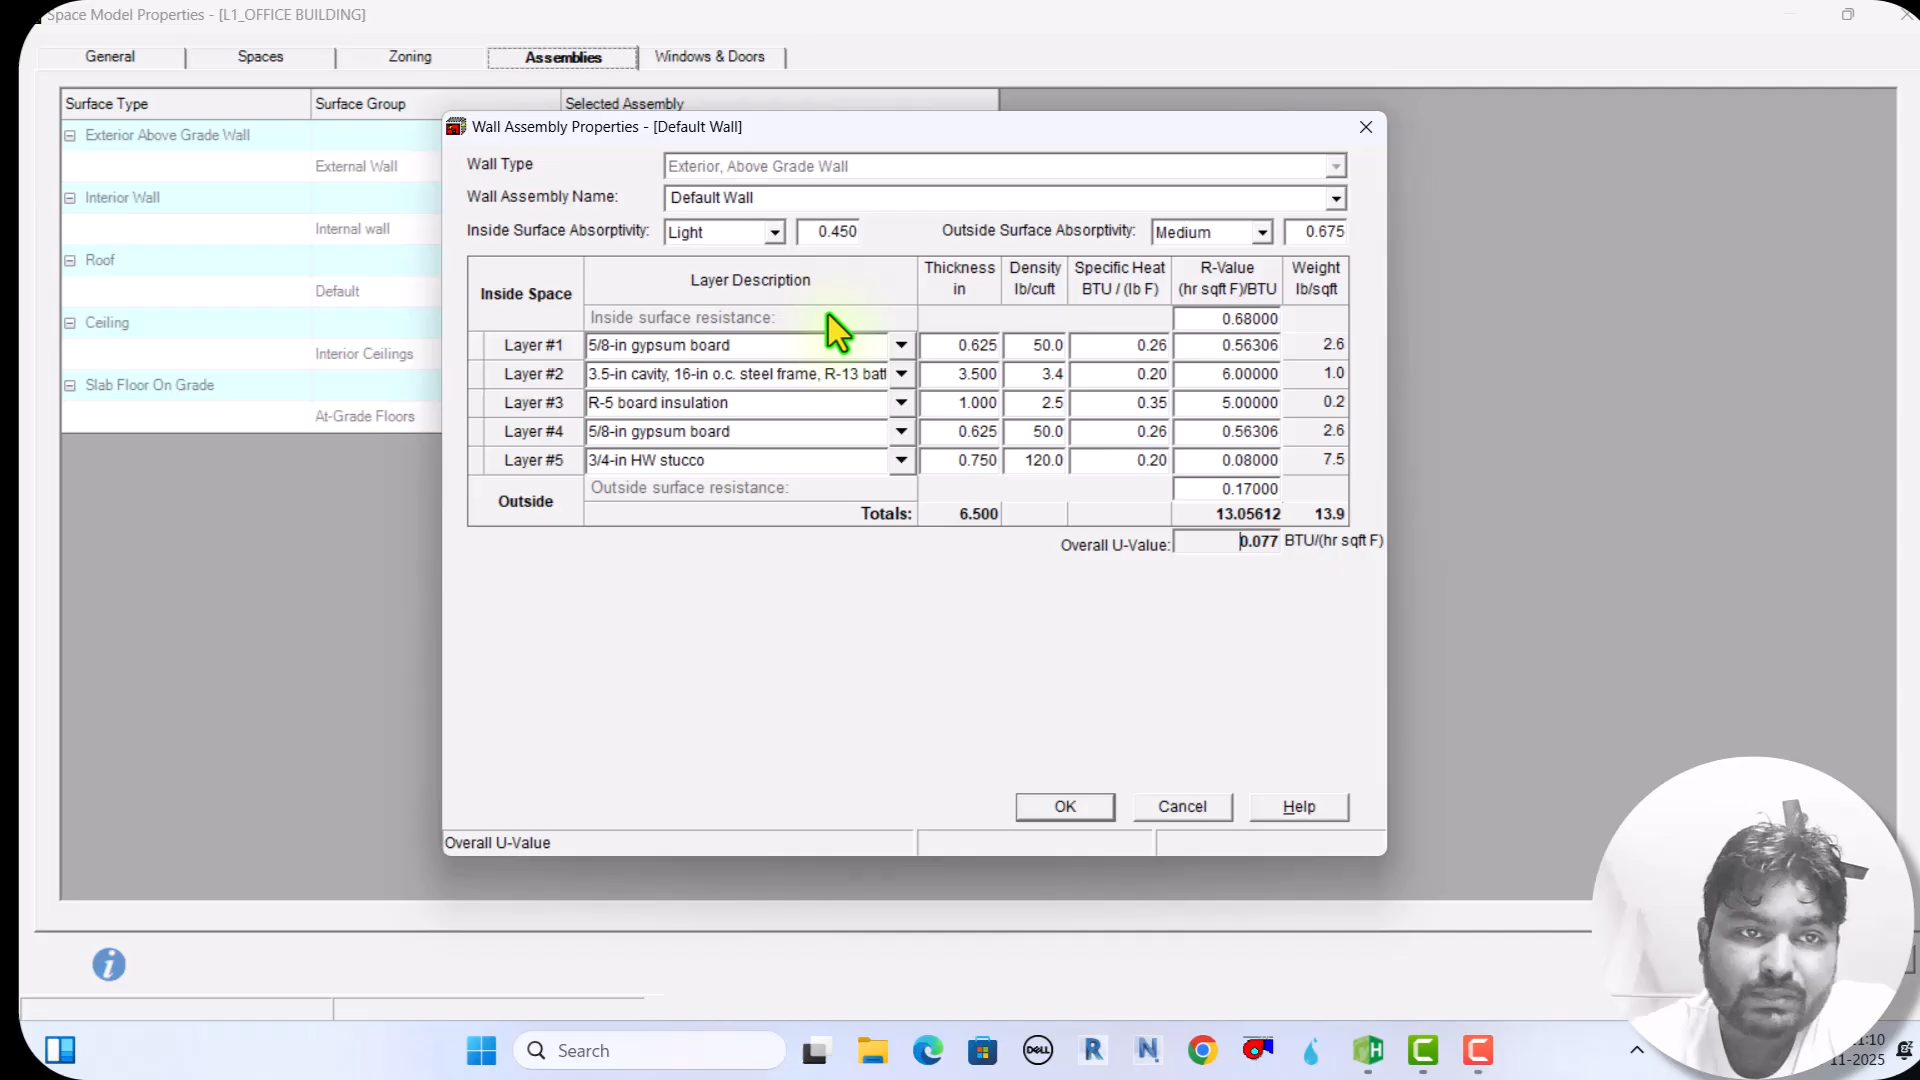 Space Model Properties - [L1_OFFICE BUILDING]
General Spaces Zoning Assemblies Windows & Doors
Surface Type Surface Group Selected Assembly
Exterior Above Grade Wall
External Wall
Interior Wall
Internal wall
Roof
Default
Ceiling
Interior Ceilings
Slab Floor On Grade
At-Grade Floors
Wall Assembly Properties - [Default Wall]
Wall Type Exterior, Above Grade Wall
Wall Assembly Name: Default Wall
Inside Surface Absorptivity: Light 0.450 Outside Surface Absorptivity: Medium 0.675
Inside Space Layer Description Thickness in Density lb/cuft Specific Heat BTU / (lb F) R-Value (hr sqft F)/BTU Weight lb/sqft
Inside surface resistance: 0.68000
Layer #1 5/8-in gypsum board 0.625 50.0 0.26 0.56306 2.6
Layer #2 3.5-in cavity, 16-in o.c. steel frame, R-13 batt 3.500 3.4 0.20 6.00000 1.0
Layer #3 R-5 board insulation 1.000 2.5 0.35 5.00000 0.2
Layer #4 5/8-in gypsum board 0.625 50.0 0.26 0.56306 2.6
Layer #5 3/4-in HW stucco 0.750 120.0 0.20 0.08000 7.5
Outside Outside surface resistance: 0.17000
Totals: 6.500 13.05612 13.9
Overall U-Value: 0.077 BTU/(hr sqft F)
OK Cancel Help
Overall U-Value
Search
DELL
:10
11-2025